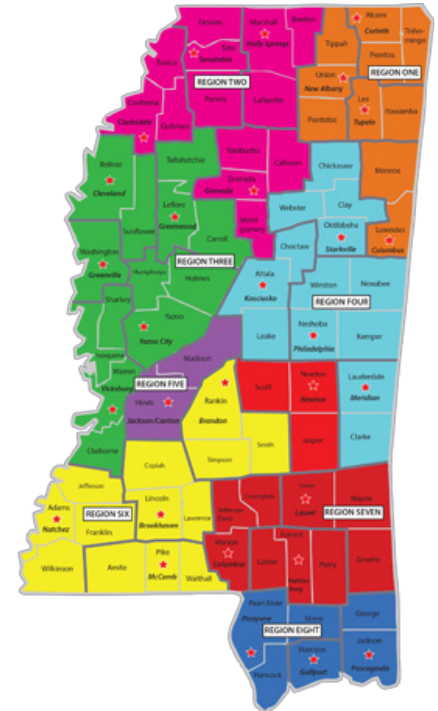 Desoto
Marshall
Holly Springs
Benton
Alcorn
Corinth
Tisho-
mingo
Tippah
Prentiss
Tate
Senatobia
Tunica
REGION TWO
REGION ONE
Union
New Albany
Panola
Lafayette
Lee
Tupelo
Itawamba
Pontotoc
Coahoma
Clarksdale
Quitman
Yalobusha
Calhoun
Chickasaw
Monroe
Bolivar
Cleveland
Tallahatchie
Grenada
Grenada
Leflore
Greenwood
Mont
gomery
Webster
Clay
Oktibbeha
Starkville
Lowndes
Columbus
Sunflower
Carroll
Choctaw
Washington
Greenville
Humphreys
Holmes
REGION THREE
Attala
Kosciusko
Winston
Noxubee
REGION FOUR
Sharkey
Yazoo
Yazoo City
Leake
Neshoba
Philadelphia
Kemper
Issaquena
Madison
Warren
Vicksburg
REGION FIVE
Hinds
Jackson/Canton
Rankin
Brandon
Scott
Newton
Newton
Lauderdale
Meridian
Claiborne
Copiah
Simpson
Smith
Jasper
Clarke
Jefferson
Adams
Natchez
REGION SIX
Franklin
Lincoln
Brookhaven
Lawrence
Jefferson
Davis
Covington
Jones
Laurel
Wayne
REGION SEVEN
Wilkinson
Amite
Pike
McComb
Walthall
Marion
Columbia
Lamar
Forrest
Hatties
burg
Perry
Greene
Pearl River
Picayune
Stone
George
REGION EIGHT
Hancock
Harrison
Gulfport
Jackson
Pascagoula